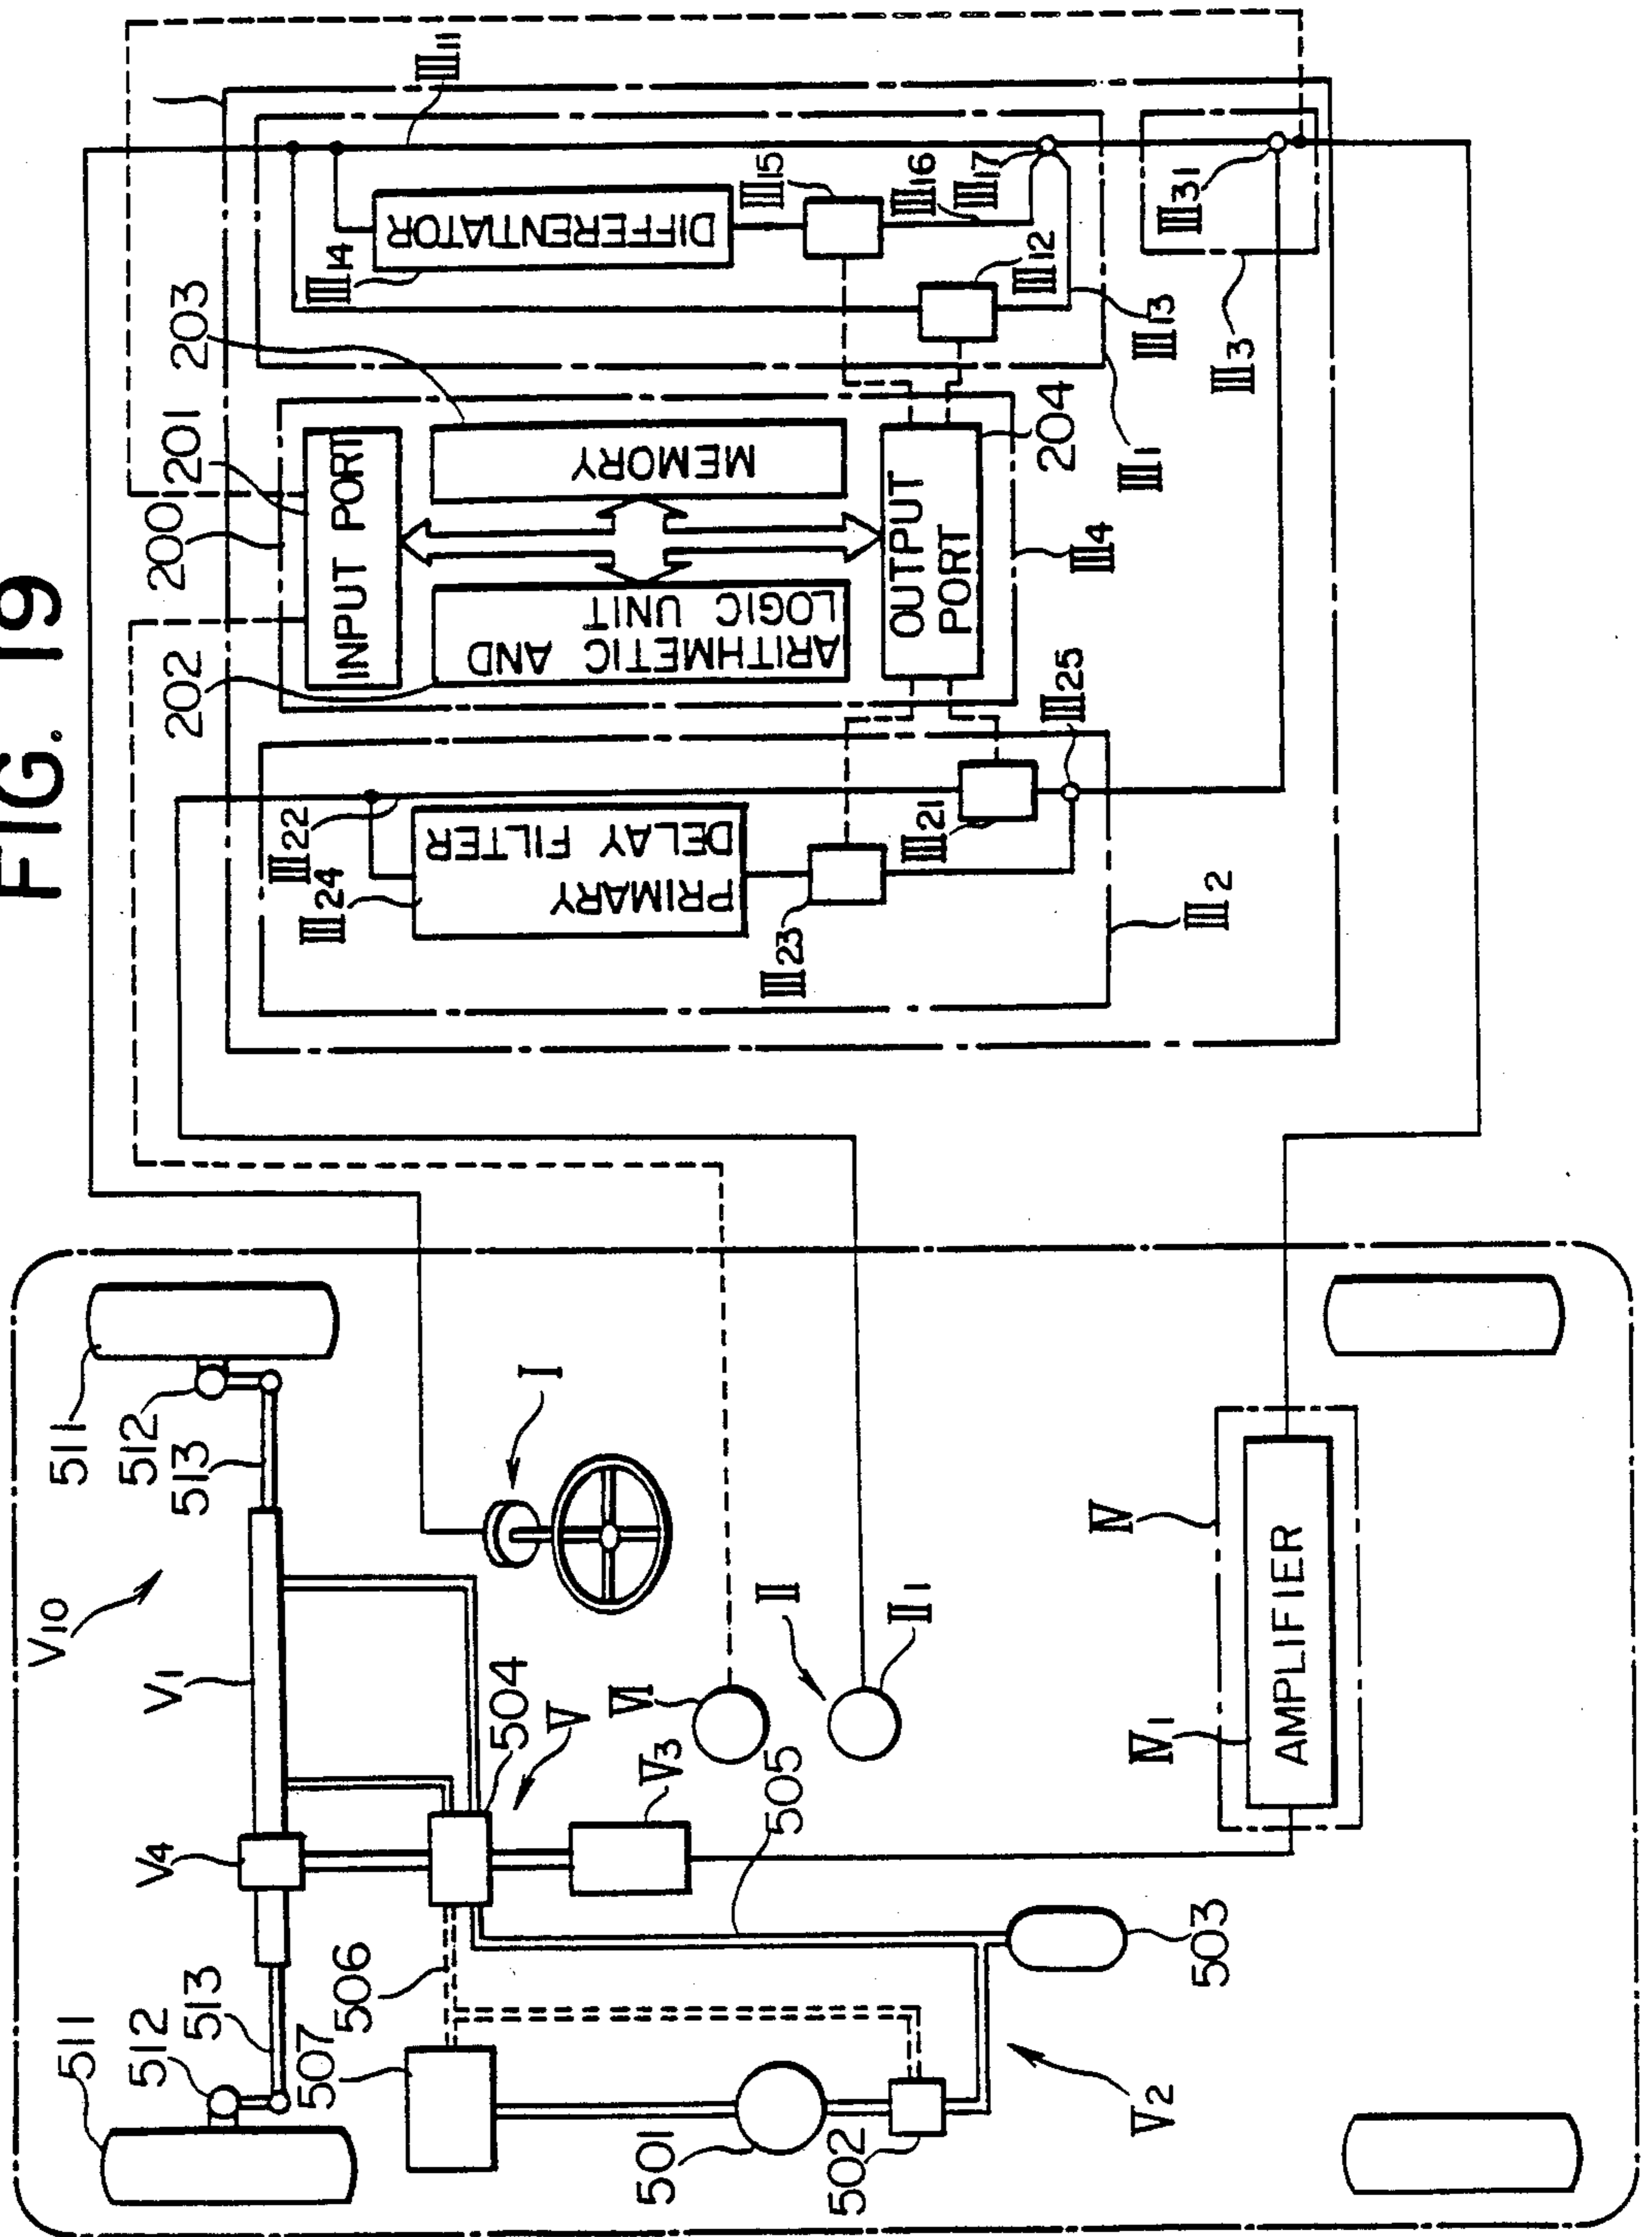 FIG. 19
III11
III14
DIFFERENTIATOR
III15
III16
III17
III12
III13
III1
III31
III3
203
MEMORY
200
201
INPUT PORT
202
ARITHMETIC AND
LOGIC UNIT
OUTPUT
PORT
204
III4
III22
III24
PRIMARY
DELAY FILTER
III23
III21
III25
III2
511
512
513
I
V10
V1
V4
504
V
V3
VI
II
II1
505
IV
IV1
AMPLIFIER
511
512
513
507
506
501
502
503
V2